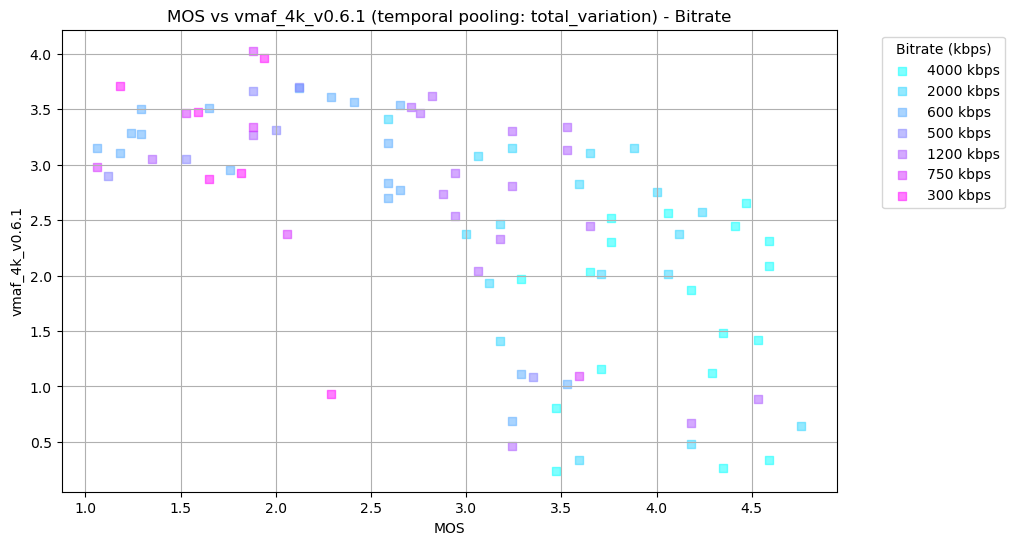 MOS vs vmaf_4k_v0.6.1 (temporal pooling: total_variation) - Bitrate
vmaf_4k_v0.6.1
4.0
3.5
3.0
2.5
2.0
1.5
1.0
0.5
1.0 1.5 2.0 2.5 3.0 3.5 4.0 4.5
MOS
Bitrate (kbps)
4000 kbps
2000 kbps
600 kbps
500 kbps
1200 kbps
750 kbps
300 kbps